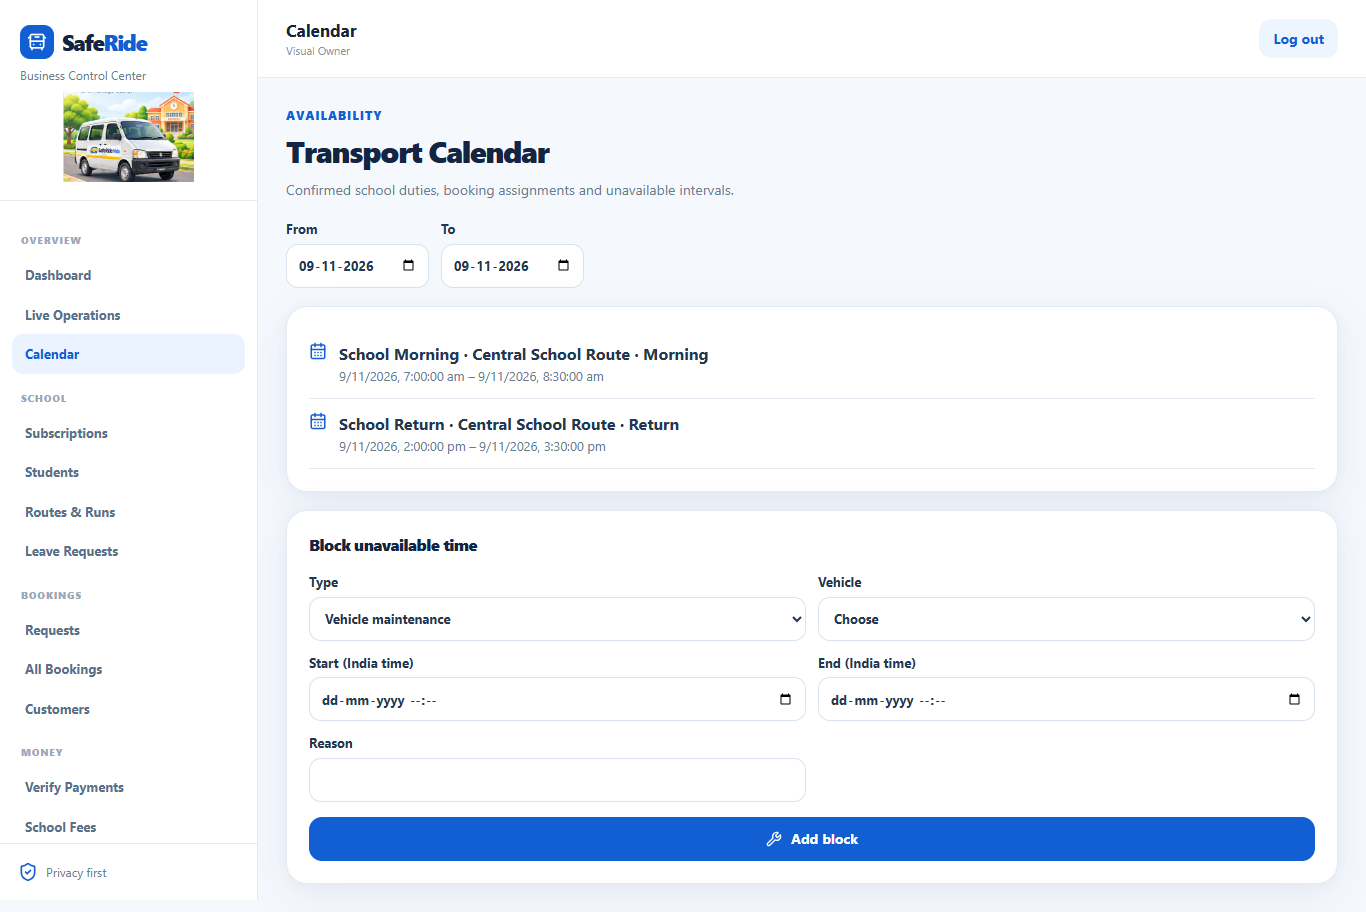 SafeRide
Business Control Center
OVERVIEW
Dashboard
Live Operations
Calendar
SCHOOL
Subscriptions
Students
Routes & Runs
Leave Requests
BOOKINGS
Requests
All Bookings
Customers
MONEY
Verify Payments
School Fees
Privacy first
Calendar
Visual Owner
Log out
AVAILABILITY
Transport Calendar
Confirmed school duties, booking assignments and unavailable intervals.
From
To
09-11-2026
09-11-2026
School Morning · Central School Route · Morning
9/11/2026, 7:00:00 am – 9/11/2026, 8:30:00 am
School Return · Central School Route · Return
9/11/2026, 2:00:00 pm – 9/11/2026, 3:30:00 pm
Block unavailable time
Type
Vehicle
Vehicle maintenance
Choose
Start (India time)
End (India time)
dd-mm-yyyy --:--
dd-mm-yyyy --:--
Reason
Add block